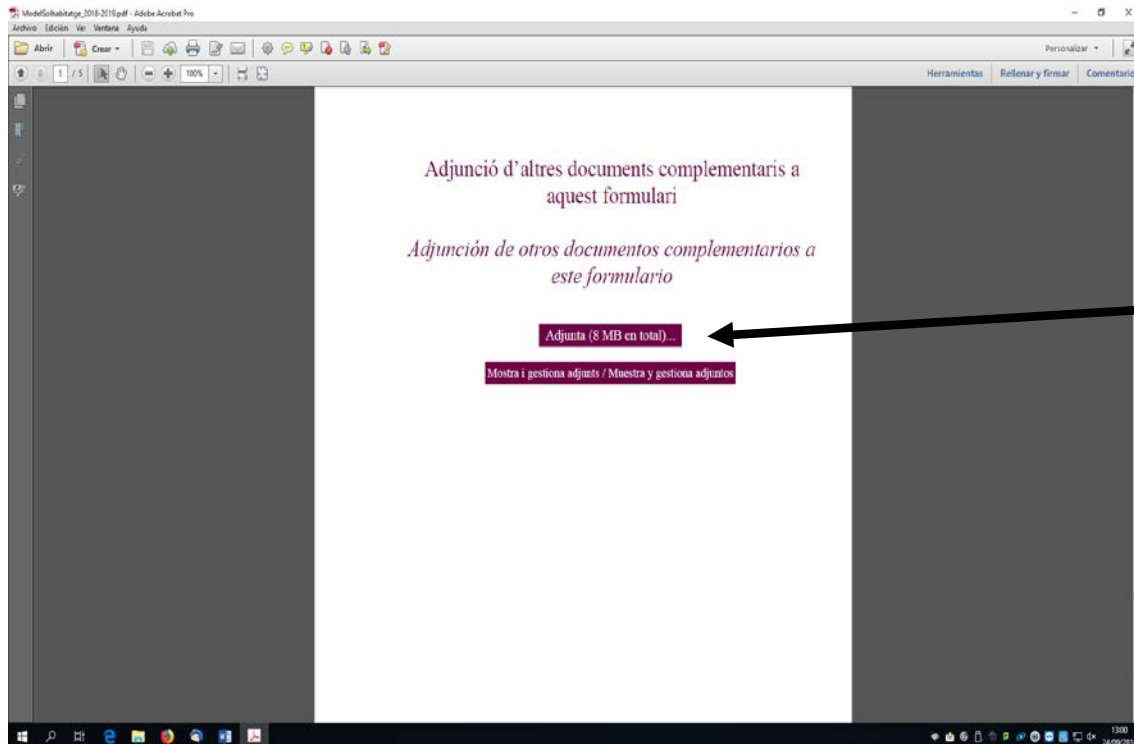 ModelSolhabitatge_2018-2019.pdf - Adobe Acrobat Pro
Archivo Edición Ver Ventana Ayuda
Abrir Crear Personalizar
5 / 5 100% Herramientas Rellenar y firmar Comentario
Adjunció d’altres documents complementaris a
aquest formulari
Adjunción de otros documentos complementarios a
este formulario
Adjunta (8 MB en total)...
Mostra i gestiona adjunts / Muestra y gestiona adjuntos
13:00